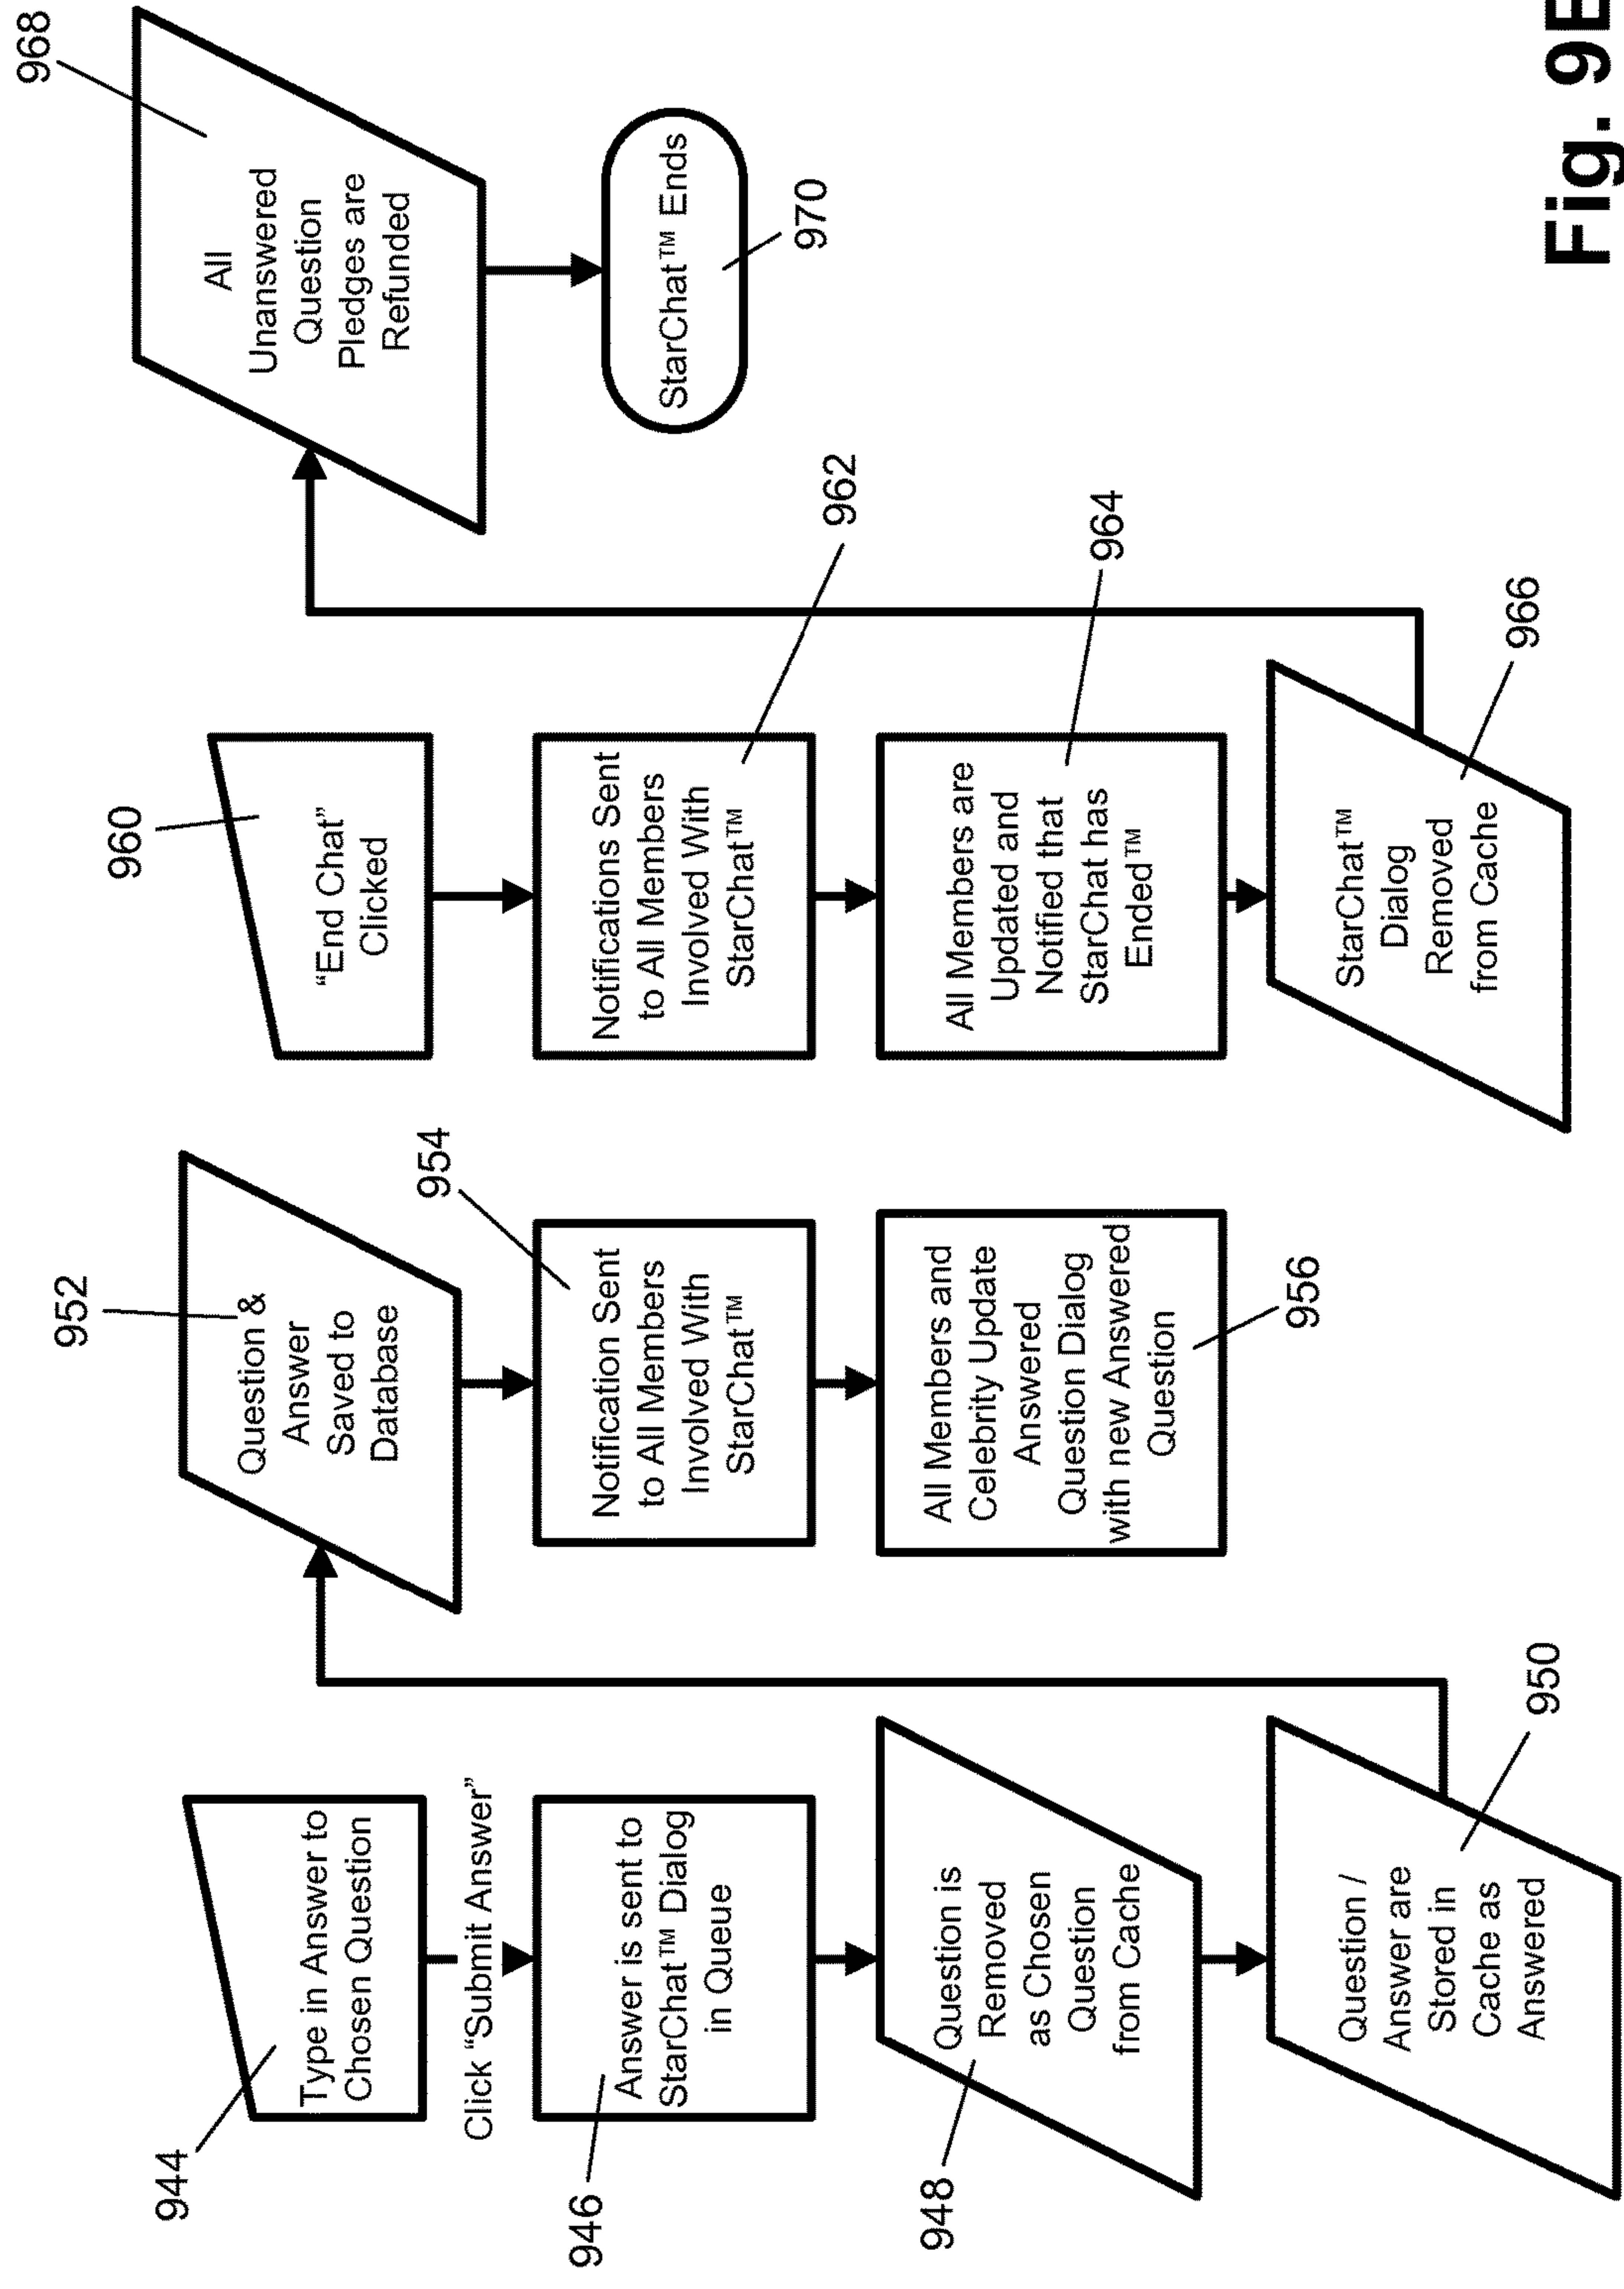 944
Type in Answer to
Chosen Question
Click “Submit Answer”
946
Answer is sent to
StarChat™ Dialog
in Queue
948
Question is
Removed
as Chosen
Question
from Cache
950
Question /
Answer are
Stored in
Cache as
Answered
952
Question &
Answer
Saved to
Database
954
Notification Sent
to All Members
Involved With
StarChat™
956
All Members and
Celebrity Update
Answered
Question Dialog
with new Answered
Question
960
“End Chat”
Clicked
962
Notifications Sent
to All Members
Involved With
StarChat™
964
All Members are
Updated and
Notified that
StarChat has
Ended™
966
StarChat™
Dialog
Removed
from Cache
968
All
Unanswered
Question
Pledges are
Refunded
StarChat™ Ends
970
Fig. 9E